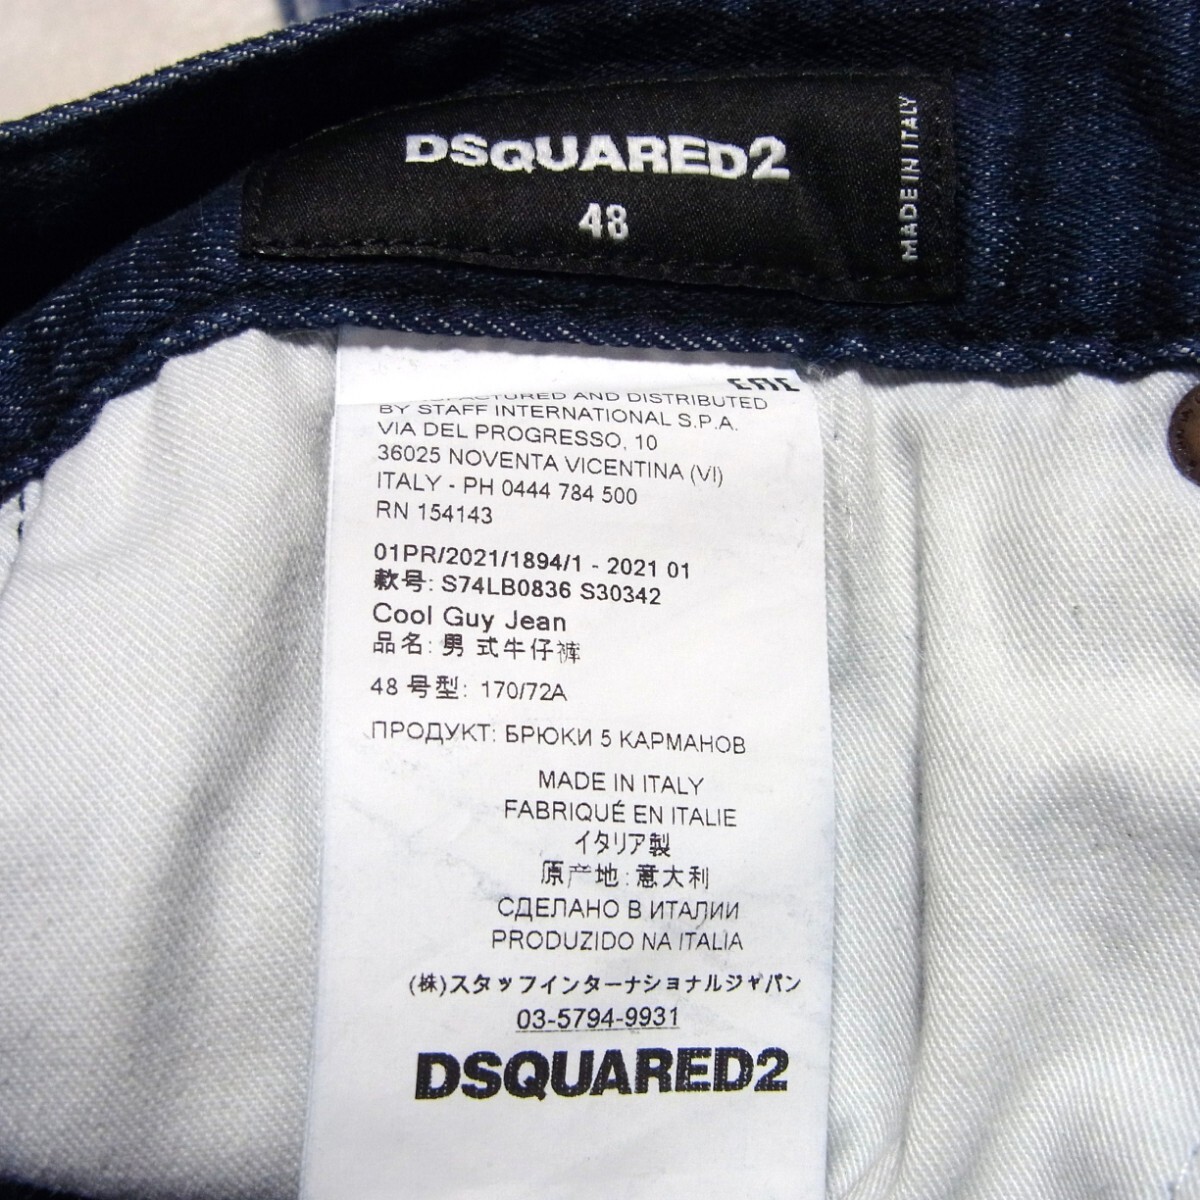 DSQUARED2
48
MADE IN ITALY
AND DISTRIBUTED
BY STAFF INTERNATIONAL S.P.A.
VIA DEL PROGRESSO, 10
36025 NOVENTA VICENTINA (VI)
ITALY - PH 0444 784 500
RN 154143
01PR/2021/1894/1 - 2021 01
款号: S74LB0836 S30342
Cool Guy Jean
品名: 男 式牛仔裤
48 号型: 170/72A
ПРОДУКТ: БРЮКИ 5 КАРМАНОВ
MADE IN ITALY
FABRIQUÉ EN ITALIE
イタリア製
原产地: 意大利
СДЕЛАНО В ИТАЛИИ
PRODUZIDO NA ITALIA
(株)スタッフインターナショナルジャパン
03-5794-9931
DSQUARED2